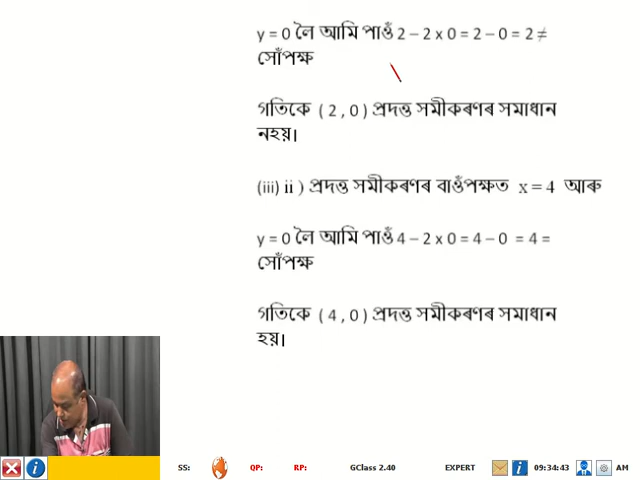 y = 0 লৈ আমি পাওঁ 2 – 2 x 0 = 2 – 0 = 2 ≠
সোঁপক্ষ
গতিকে ( 2 , 0 ) প্ৰদত্ত সমীকৰণৰ সমাধান
নহয়।
(iii) ii ) প্ৰদত্ত সমীকৰণৰ বাওঁপক্ষত x = 4 আৰু
y = 0 লৈ আমি পাওঁ 4 – 2 x 0 = 4 – 0 = 4 =
সোঁপক্ষ
গতিকে ( 4 , 0 ) প্ৰদত্ত সমীকৰণৰ সমাধান
হয়।
SS: QP: RP: GClass 2.40 EXPERT 09:34:43 AM